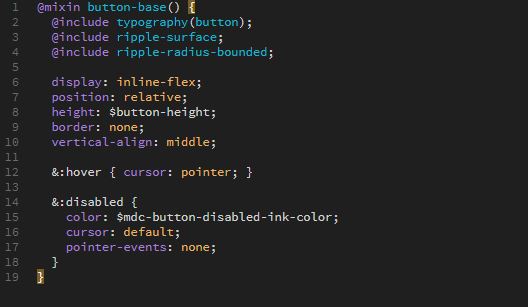 1 @mixin button-base() {
2   @include typography(button);
3   @include ripple-surface;
4   @include ripple-radius-bounded;
5
6   display: inline-flex;
7   position: relative;
8   height: $button-height;
9   border: none;
10   vertical-align: middle;
11
12   &:hover { cursor: pointer; }
13
14   &:disabled {
15     color: $mdc-button-disabled-ink-color;
16     cursor: default;
17     pointer-events: none;
18   }
19 }